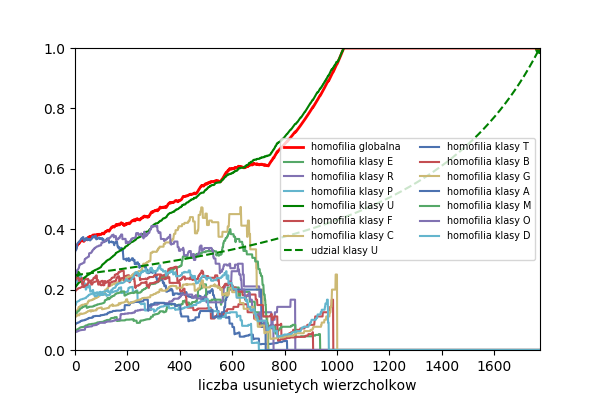 1.0
0.8
0.6
0.4
0.2
0.0
homofilia globalna
homofilia klasy E
homofilia klasy R
homofilia klasy P
homofilia klasy U
homofilia klasy F
homofilia klasy C
udzial klasy U
homofilia klasy T
homofilia klasy B
homofilia klasy G
homofilia klasy A
homofilia klasy M
homofilia klasy O
homofilia klasy D
0 200 400 600 800 1000 1200 1400 1600
liczba usunietych wierzcholkow